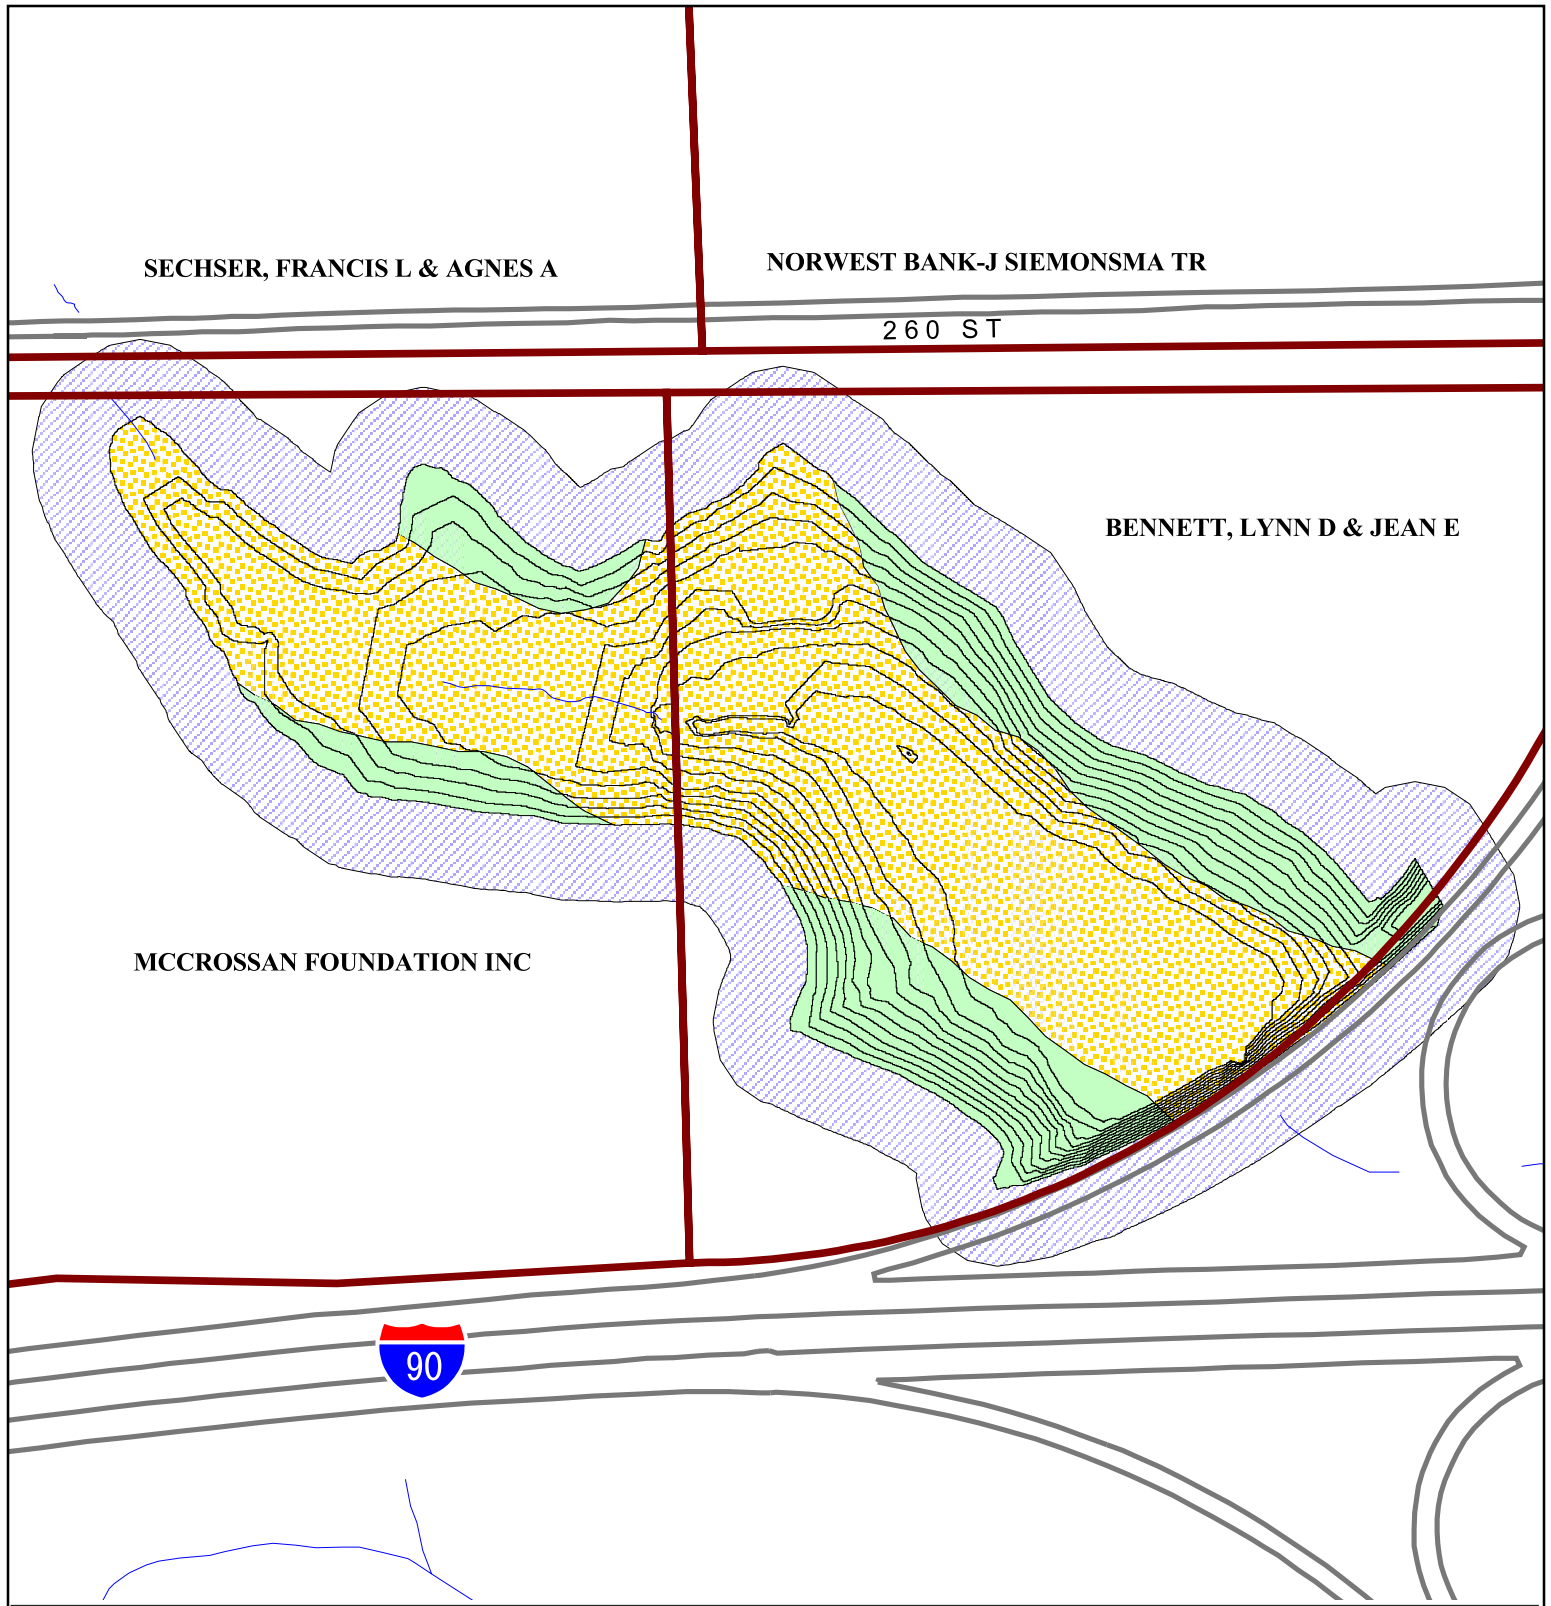 SECHSER, FRANCIS L & AGNES A
NORWEST BANK-J SIEMONSMA TR
260 ST
BENNETT, LYNN D & JEAN E
MCCROSSAN FOUNDATION INC
90